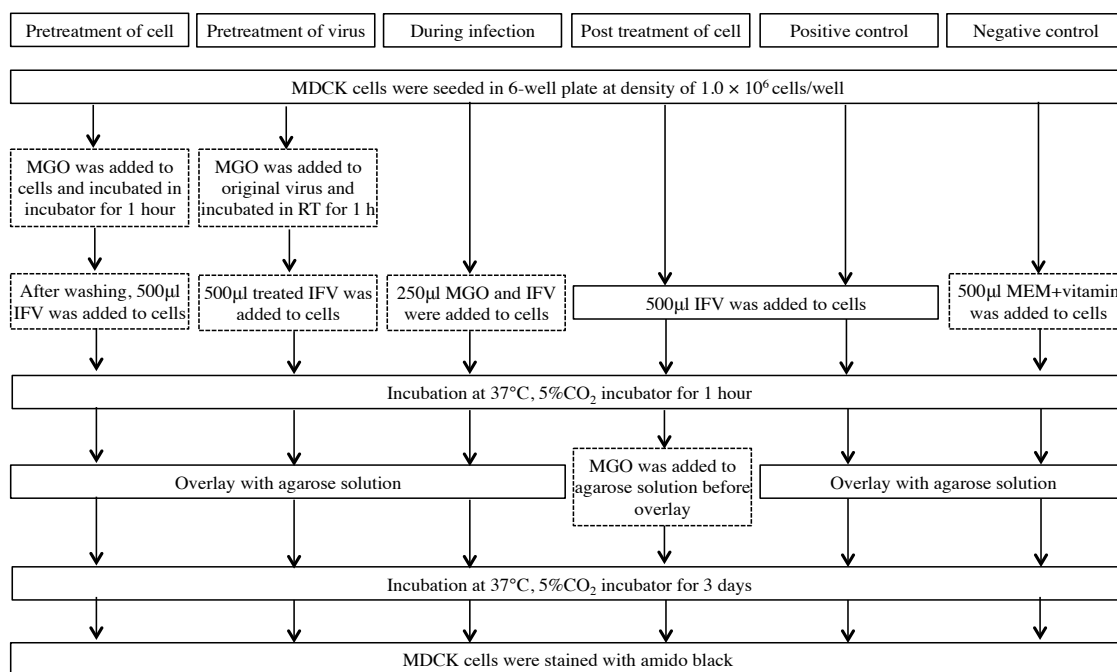 Pretreatment of cell
Pretreatment of virus
During infection
Post treatment of cell
Positive control
Negative control
MDCK cells were seeded in 6-well plate at density of 1.0 × 10⁶ cells/well
MGO was added to
cells and incubated in
incubator for 1 hour
MGO was added to
original virus and
incubated in RT for 1 h
After washing, 500μl
IFV was added to cells
500μl treated IFV was
added to cells
250μl MGO and IFV
were added to cells
500μl IFV was added to cells
500μl MEM+vitamin
was added to cells
Incubation at 37°C, 5%CO₂ incubator for 1 hour
Overlay with agarose solution
MGO was added to
agarose solution before
overlay
Overlay with agarose solution
Incubation at 37°C, 5%CO₂ incubator for 3 days
MDCK cells were stained with amido black